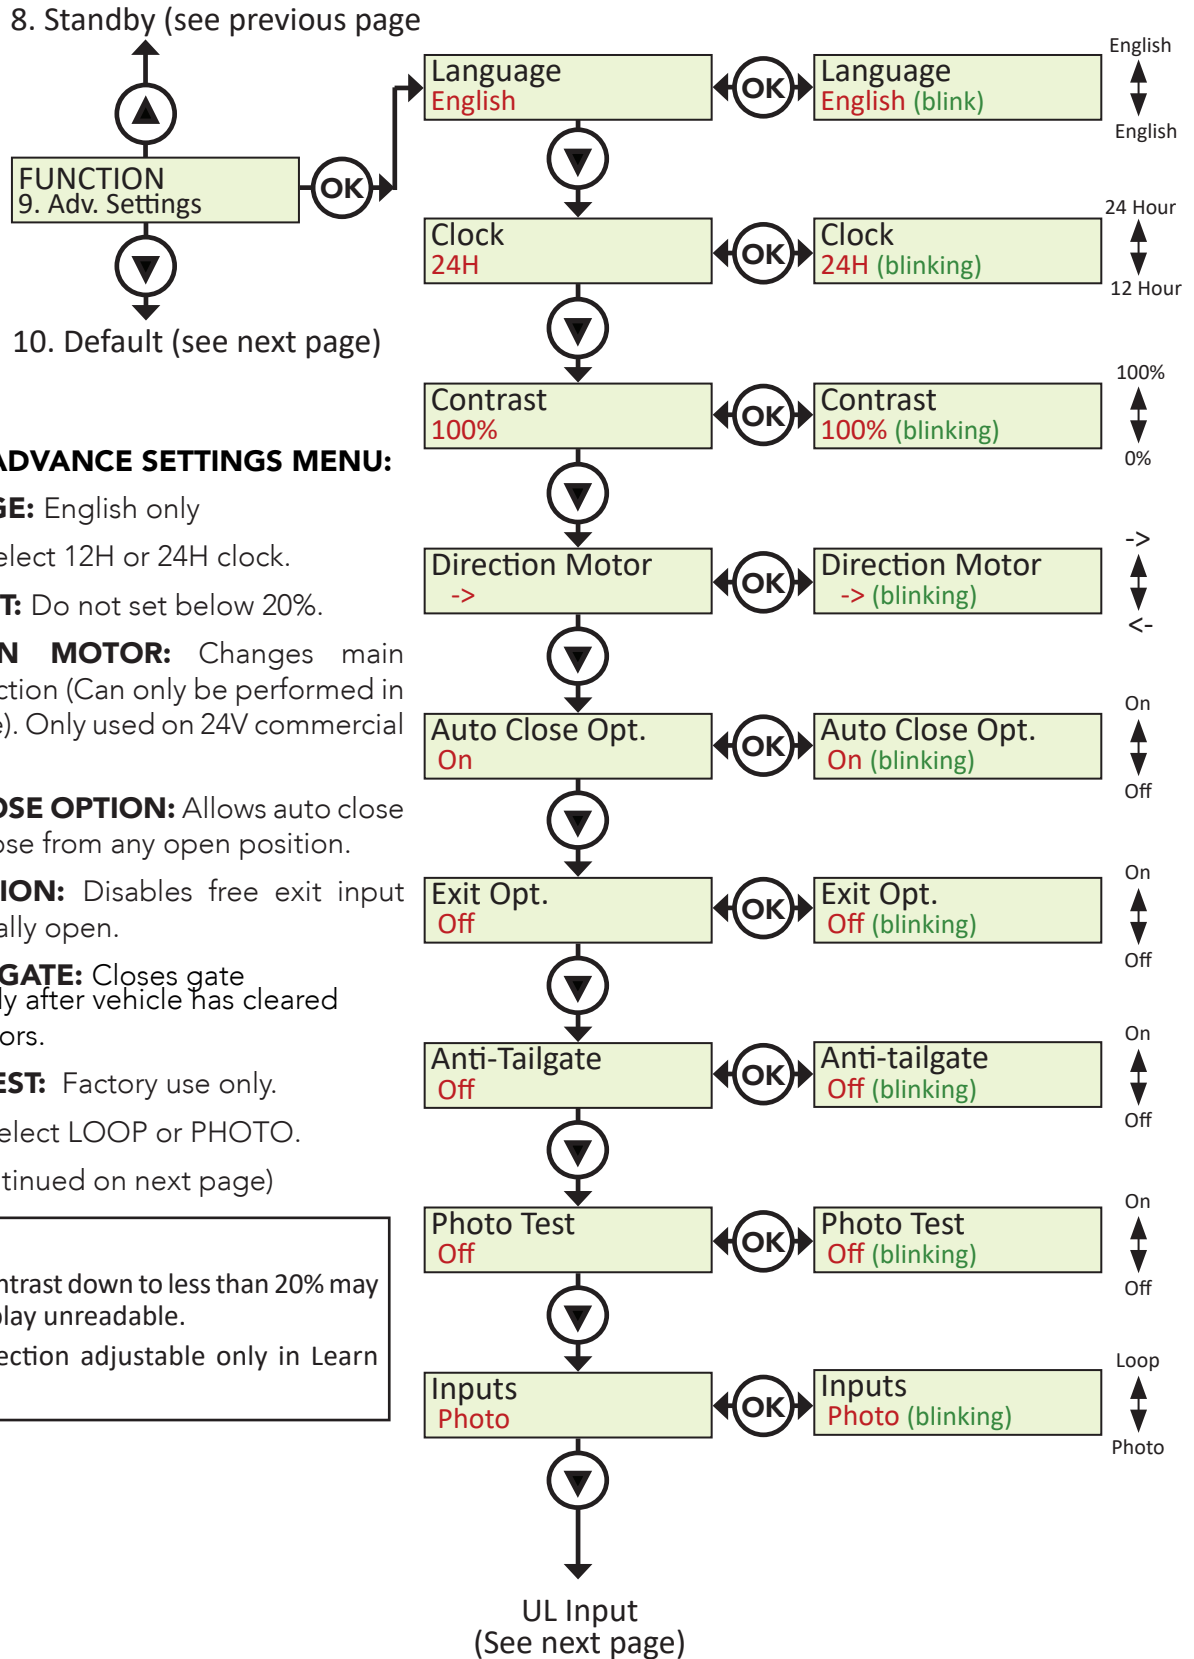 8. Standby (see previous page
FUNCTION
9. Adv. Settings
OK
10. Default (see next page)
ADVANCE SETTINGS MENU:
GE: English only
elect 12H or 24H clock.
T: Do not set below 20%.
N MOTOR: Changes main
ction (Can only be performed in
e). Only used on 24V commercial
OSE OPTION: Allows auto close
ose from any open position.
ION: Disables free exit input
ally open.
GATE: Closes gate
ly after vehicle has cleared
ors.
EST: Factory use only.
elect LOOP or PHOTO.
tinued on next page)
ntrast down to less than 20% may
play unreadable.
ection adjustable only in Learn
Language
English
OK
Language
English (blink)
English
English
Clock
24H
OK
Clock
24H (blinking)
24 Hour
12 Hour
Contrast
100%
OK
Contrast
100% (blinking)
100%
0%
Direction Motor
->
OK
Direction Motor
-> (blinking)
->
<-
Auto Close Opt.
On
OK
Auto Close Opt.
On (blinking)
On
Off
Exit Opt.
Off
OK
Exit Opt.
Off (blinking)
On
Off
Anti-Tailgate
Off
OK
Anti-tailgate
Off (blinking)
On
Off
Photo Test
Off
OK
Photo Test
Off (blinking)
On
Off
Inputs
Photo
OK
Inputs
Photo (blinking)
Loop
Photo
UL Input
(See next page)